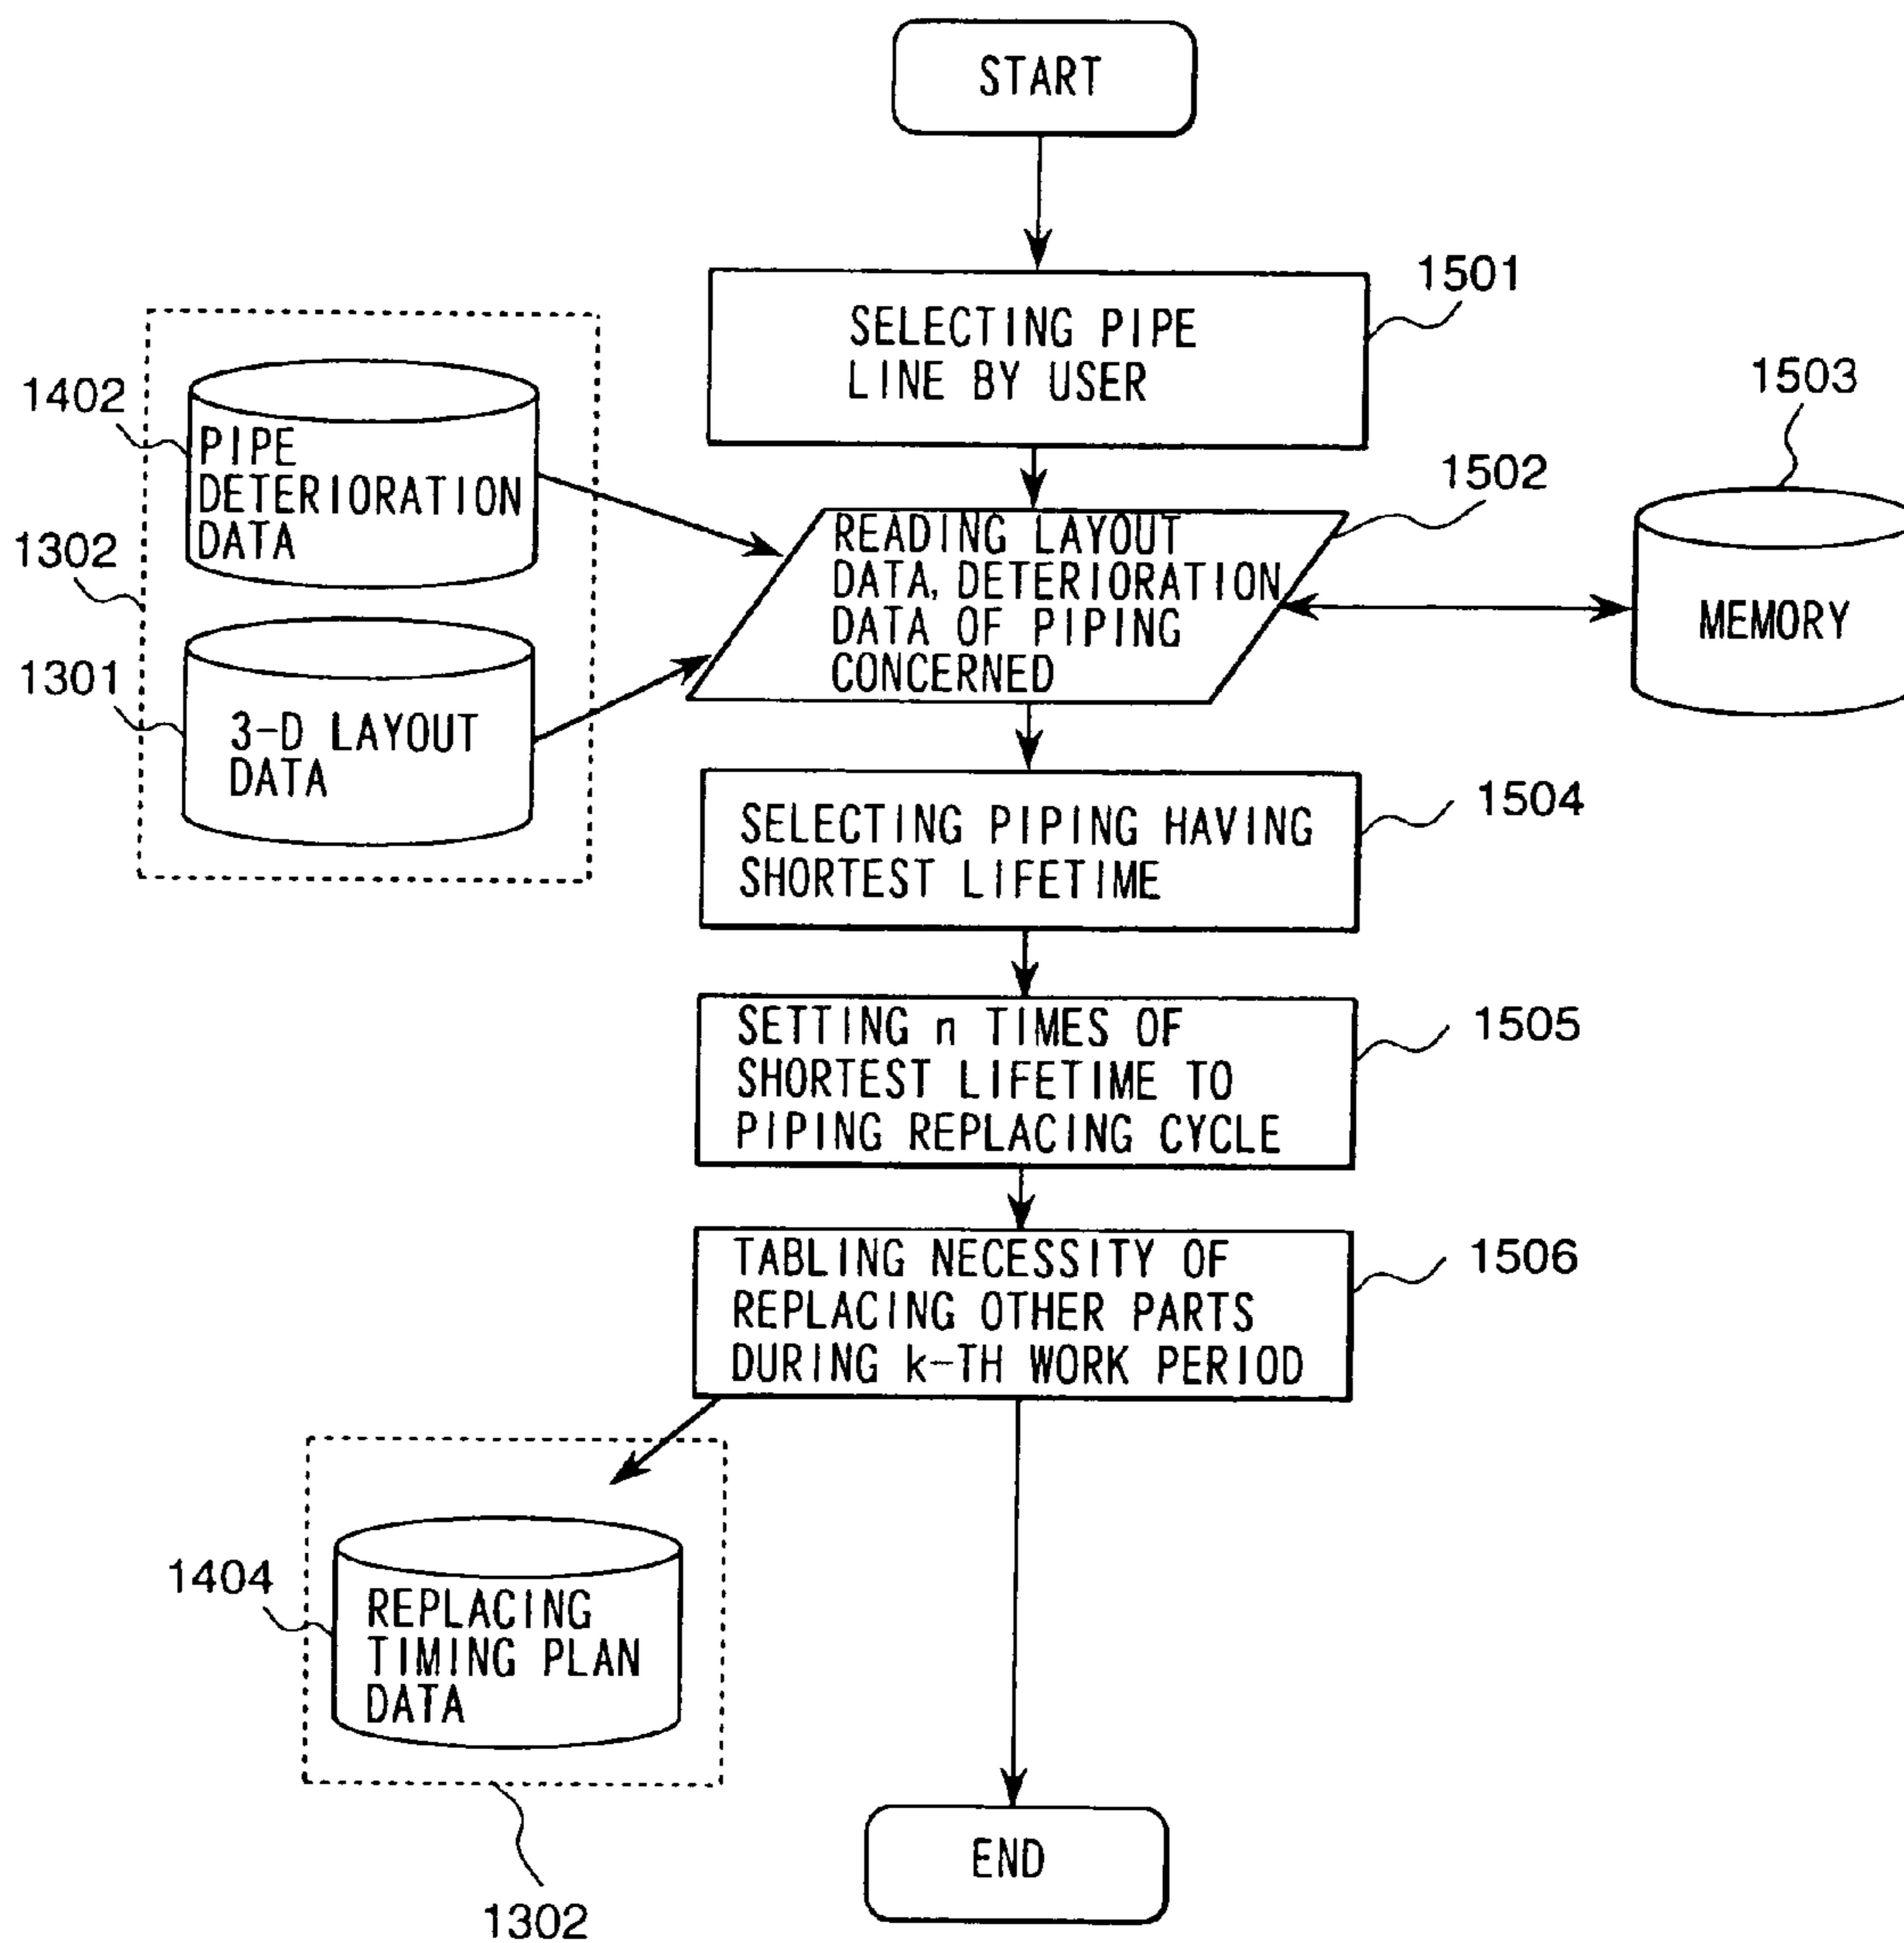 START
1501
SELECTING PIPE
LINE BY USER
1402
PIPE
DETERIORATION
DATA
1302
1301
3-D LAYOUT
DATA
1502
READING LAYOUT
DATA, DETERIORATION
DATA OF PIPING
CONCERNED
1503
MEMORY
1504
SELECTING PIPING HAVING
SHORTEST LIFETIME
1505
SETTING n TIMES OF
SHORTEST LIFETIME TO
PIPING REPLACING CYCLE
1506
TABLING NECESSITY OF
REPLACING OTHER PARTS
DURING k-TH WORK PERIOD
1404
REPLACING
TIMING PLAN
DATA
1302
END